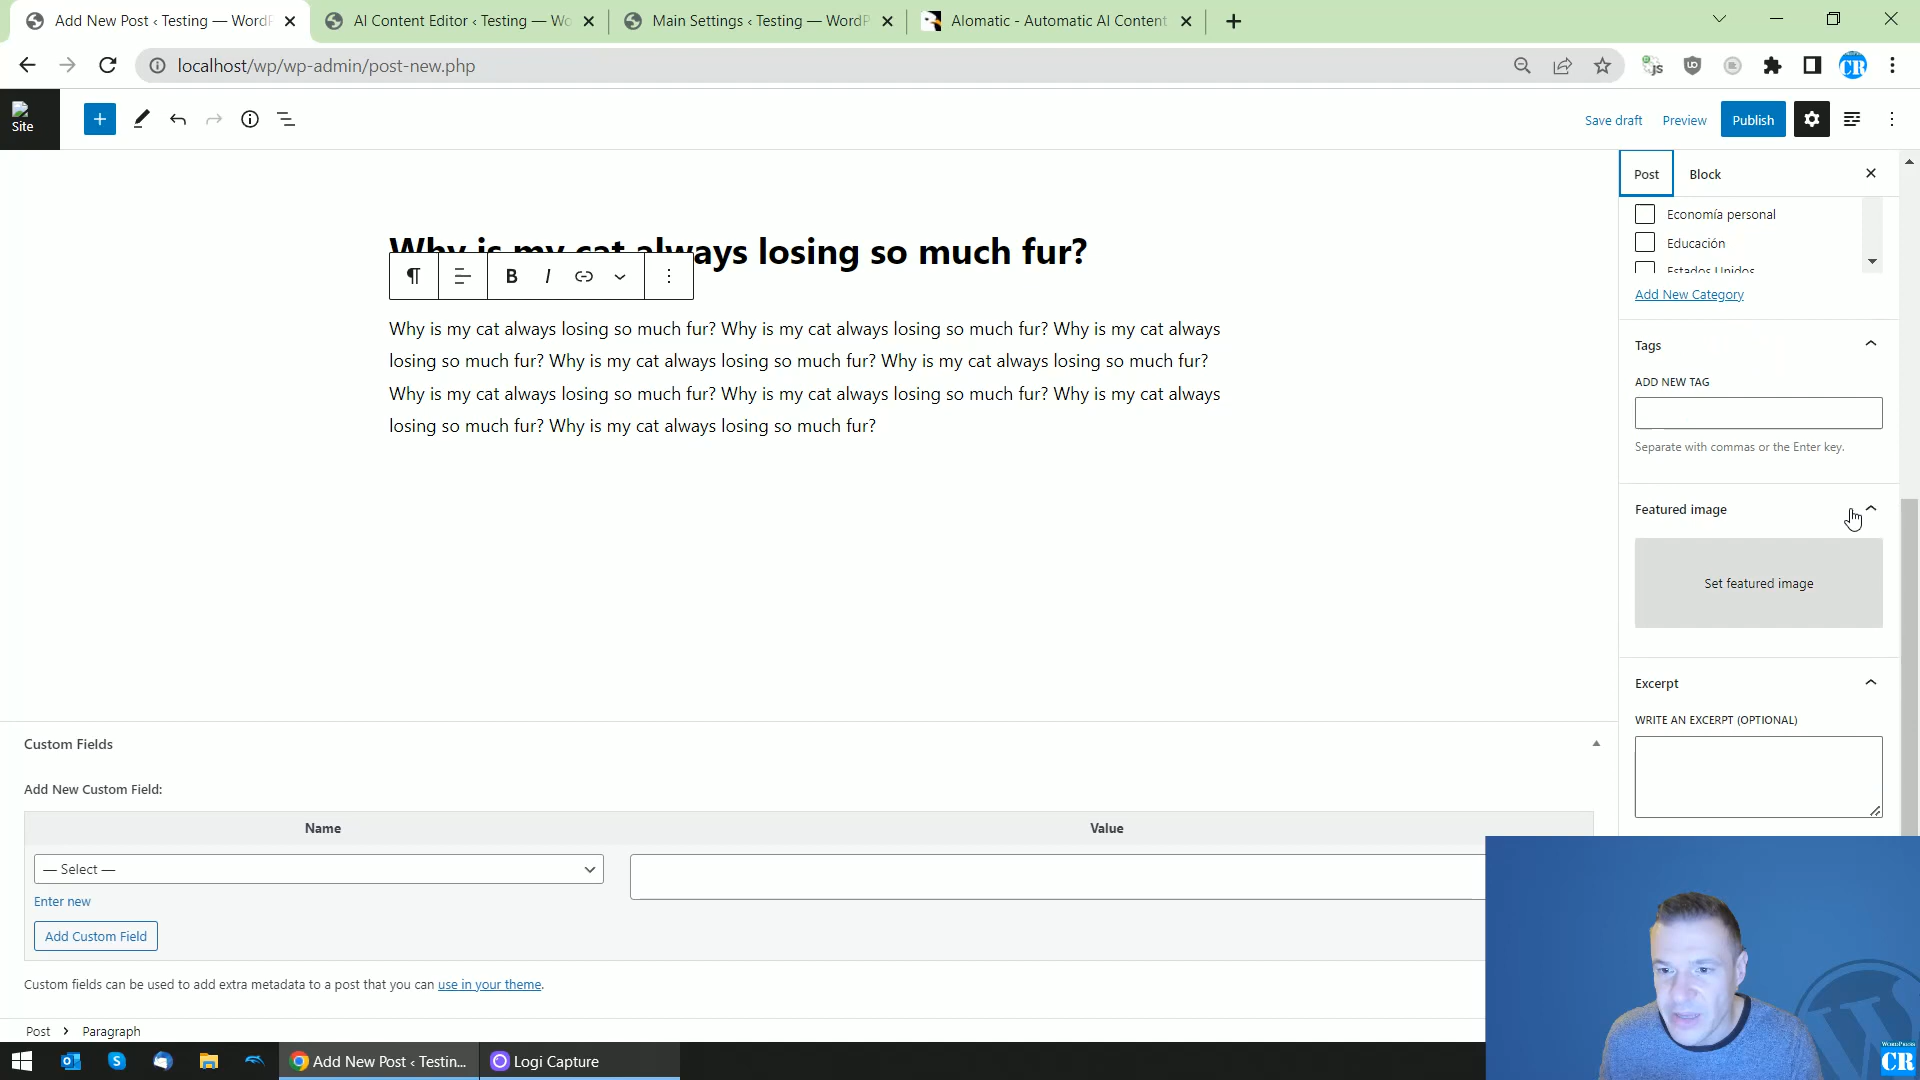 Add New Post ‹ Testing — WordP
AI Content Editor ‹ Testing — Wo
Main Settings ‹ Testing — WordP
AIomatic - Automatic AI Content
localhost/wp/wp-admin/post-new.php
Site
Save draft
Preview
Publish
Post
Block
Economía personal
Educación
Estados Unidos
Add New Category
Why is my cat always losing so much fur?
B
I
Why is my cat always losing so much fur? Why is my cat always losing so much fur? Why is my cat always
losing so much fur? Why is my cat always losing so much fur? Why is my cat always losing so much fur?
Why is my cat always losing so much fur? Why is my cat always losing so much fur? Why is my cat always
losing so much fur? Why is my cat always losing so much fur?
Tags
ADD NEW TAG
Separate with commas or the Enter key.
Featured image
Set featured image
Excerpt
WRITE AN EXCERPT (OPTIONAL)
Custom Fields
Add New Custom Field:
Name
Value
— Select —
Enter new
Add Custom Field
Custom fields can be used to add extra metadata to a post that you can use in your theme.
Post
Paragraph
Add New Post ‹ Testin...
Logi Capture
WORDPRESS
CR